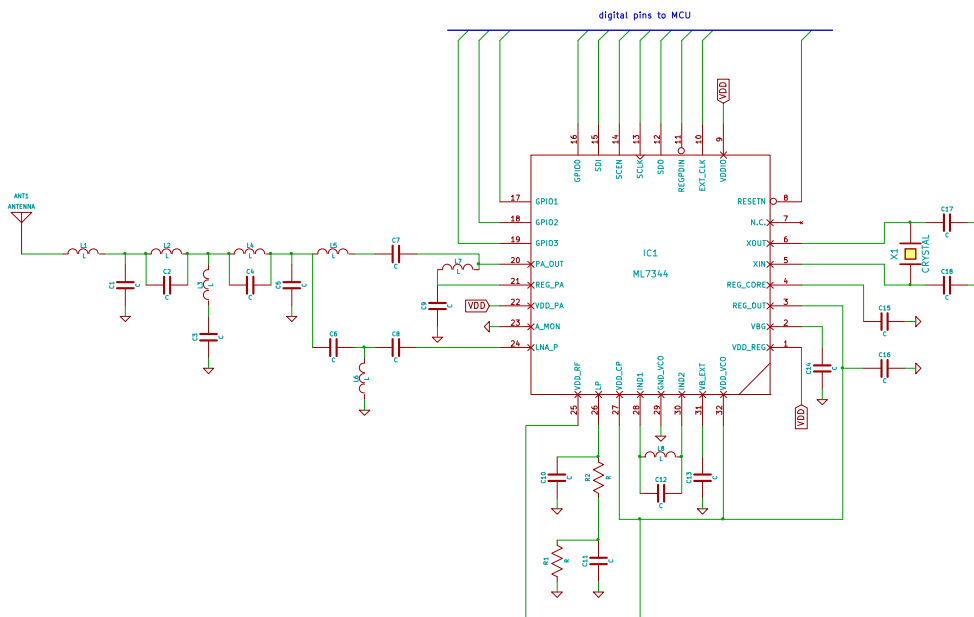 digital pins to MCU
VDD
16 15 14 13 12 11 10 9
GPIO0 SDI SCEN SCLK SDO REGPDIN EXT_CLK VDDIO
ANT1
ANTENNA
17 GPIO1
RESETN 8
18 GPIO2
N.C. 7
19 GPIO3
XOUT 6
20 PA_OUT
XIN 5
21 REG_PA
REG_CORE 4
22 VDD_PA
REG_OUT 3
23 A_MON
VBG 2
24 LNA_P
VDD_REG 1
IC1
ML7344
VDD_RF LP VDD_CP IND1 GND_VCO IND2 VB_EXT VDD_VCO
25 26 27 28 29 30 31 32
L1
L
L2
L
L4
L
L5
L
C7
C
C1
C
C2
C
L3
L
C4
C
C5
C
C3
C
L7
L
C9
C
VDD
C6
C
C8
C
L6
L
C17
C
X1
CRYSTAL
C18
C
C15
C
C16
C
C14
C
VDD
C10
C
R2
R
L8
L
C12
C
C13
C
R1
R
C11
C